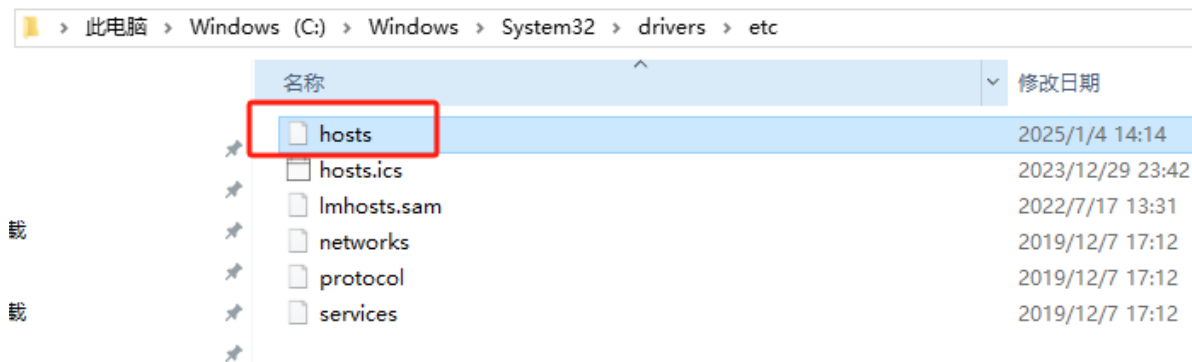 此电脑 > Windows (C:) > Windows > System32 > drivers > etc
名称 修改日期
hosts 2025/1/4 14:14
hosts.ics 2023/12/29 23:42
lmhosts.sam 2022/7/17 13:31
载
networks 2019/12/7 17:12
protocol 2019/12/7 17:12
载
services 2019/12/7 17:12